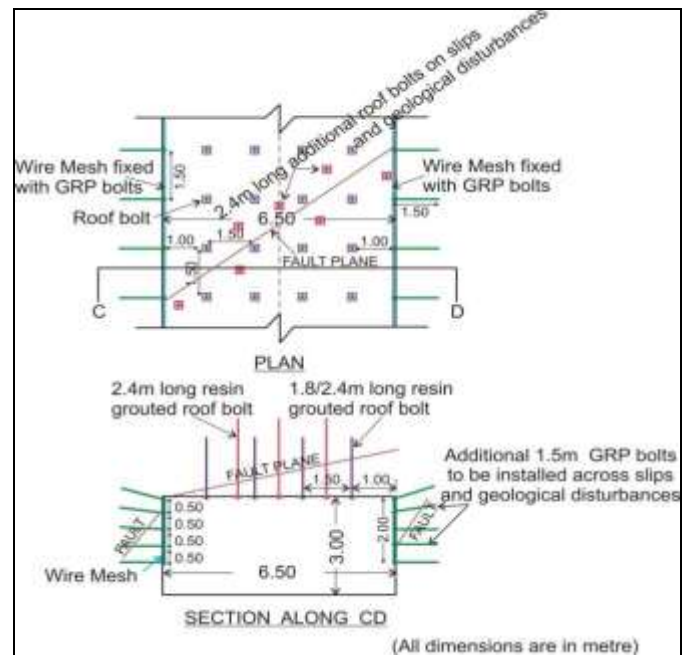 2.4m long additional roof bolts on slips
and geological disturbances
Wire Mesh fixed
with GRP bolts
1.50
Wire Mesh fixed
with GRP bolts
Roof bolt
6.50
1.50
1.00
1.50
1.00
FAULT PLANE
1.50
C
D
PLAN
2.4m long resin
grouted roof bolt
1.8/2.4m long resin
grouted roof bolt
FAULT PLANE
1.50
1.00
Additional 1.5m GRP bolts
to be installed across slips
and geological disturbances
FAULT
0.50
0.50
0.50
0.50
3.00
2.00
FAULT
Wire Mesh
6.50
SECTION ALONG CD
(All dimensions are in metre)